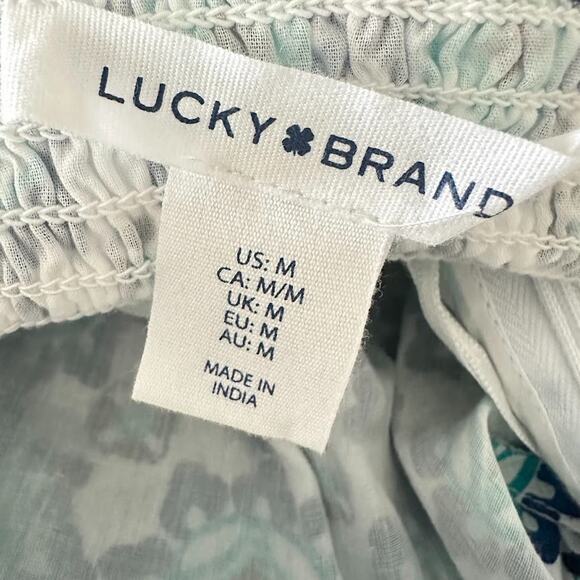 LUCKY BRAND
US: M
CA: M/M
UK: M
EU: M
AU: M
MADE IN
INDIA